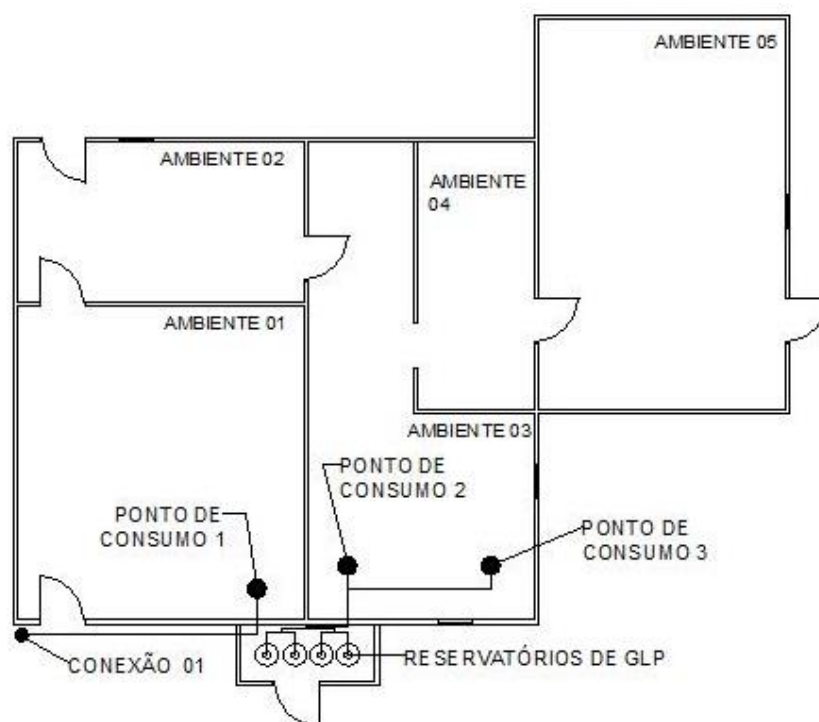 AMBIENTE 05
AMBIENTE 02
AMBIENTE
04
AMBIENTE 01
AMBIENTE 03
PONTO DE
CONSUMO 2
PONTO DE
CONSUMO 1
PONTO DE
CONSUMO 3
CONEXÃO 01
RESERVATÓRIOS DE GLP